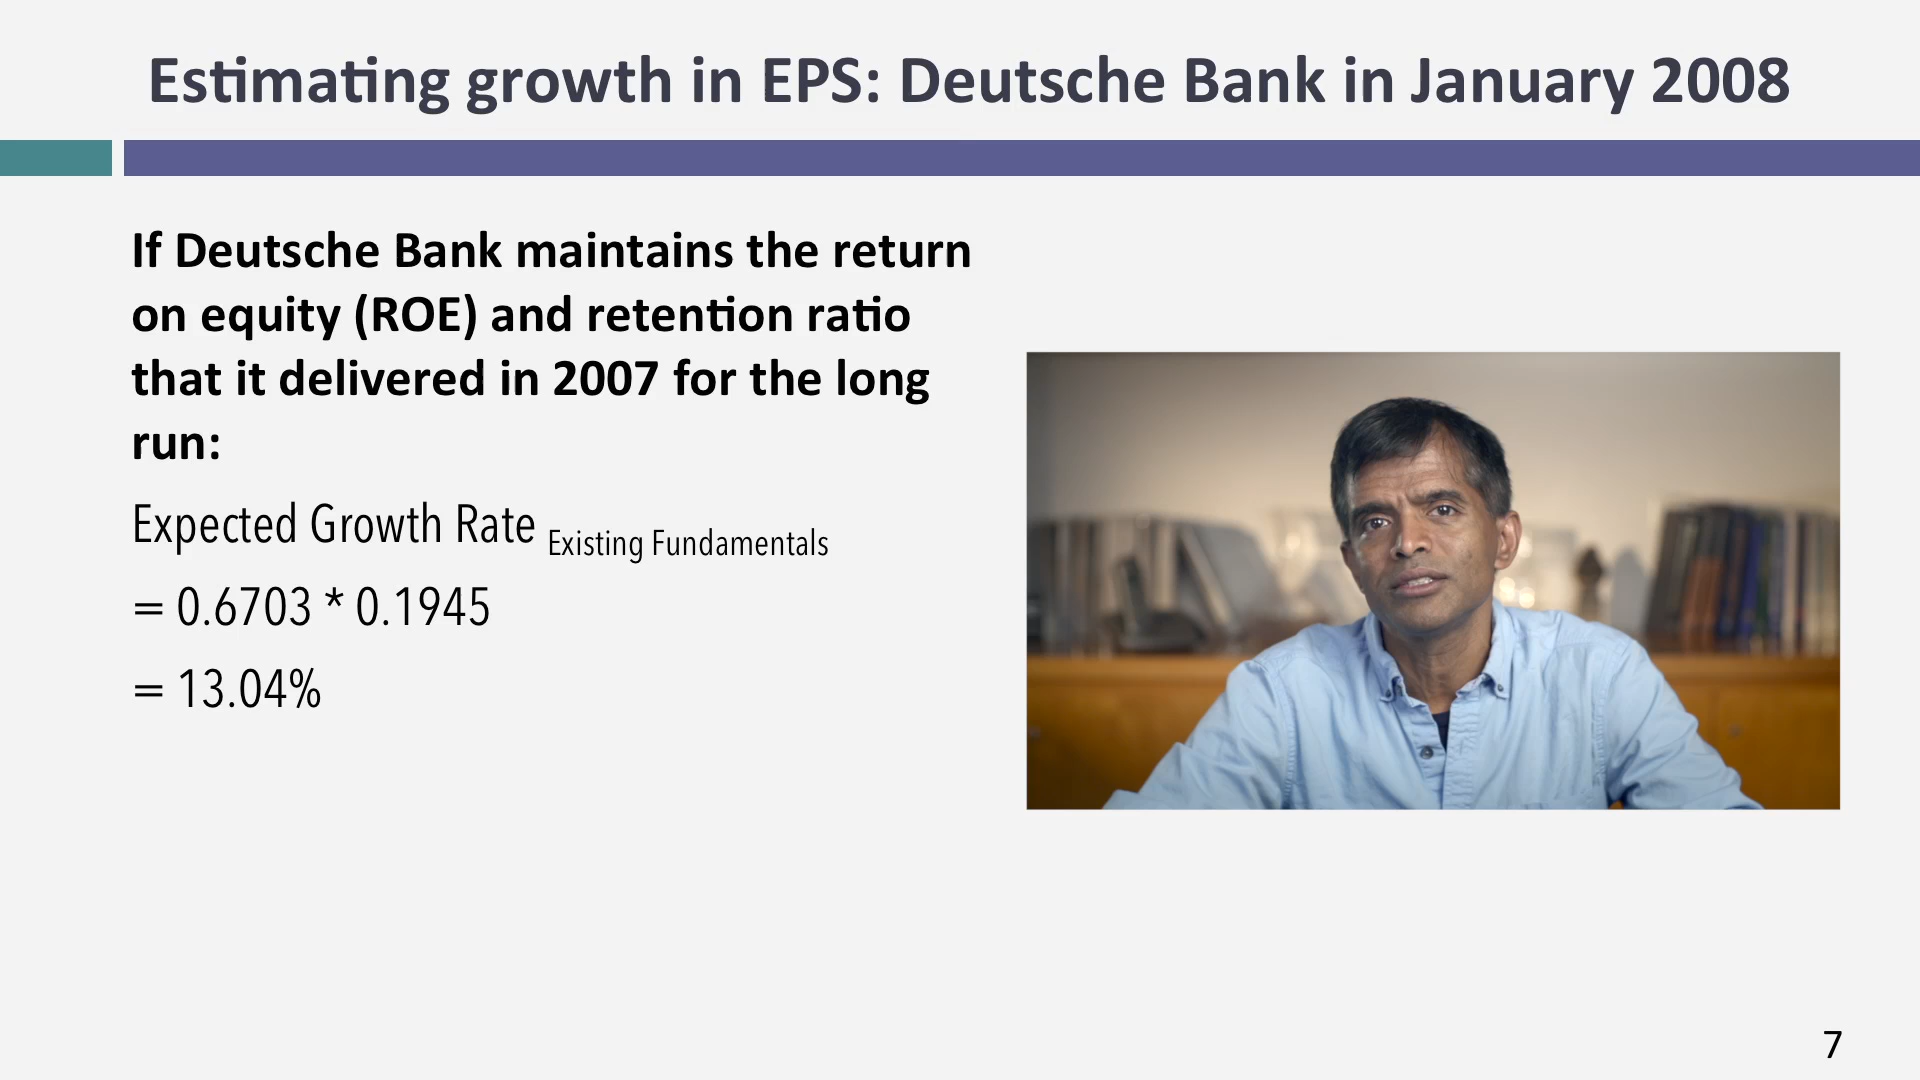 Estimating growth in EPS: Deutsche Bank in January 2008
If Deutsche Bank maintains the return
on equity (ROE) and retention ratio
that it delivered in 2007 for the long
run:
Expected Growth Rate Existing Fundamentals
= 0.6703 * 0.1945
= 13.04%
7